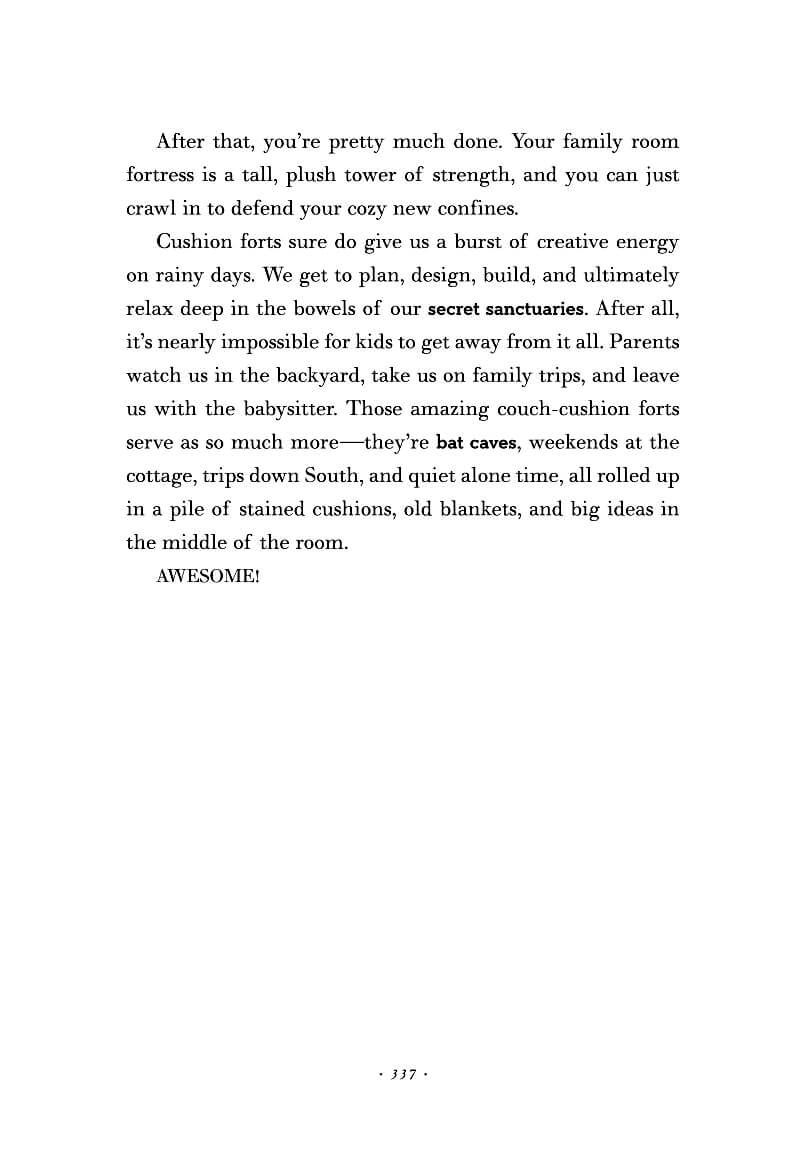 After that, you’re pretty much done. Your family room
fortress is a tall, plush tower of strength, and you can just
crawl in to defend your cozy new confines.
Cushion forts sure do give us a burst of creative energy
on rainy days. We get to plan, design, build, and ultimately
relax deep in the bowels of our secret sanctuaries. After all,
it’s nearly impossible for kids to get away from it all. Parents
watch us in the backyard, take us on family trips, and leave
us with the babysitter. Those amazing couch-cushion forts
serve as so much more—they’re bat caves, weekends at the
cottage, trips down South, and quiet alone time, all rolled up
in a pile of stained cushions, old blankets, and big ideas in
the middle of the room.
AWESOME!
· 337 ·